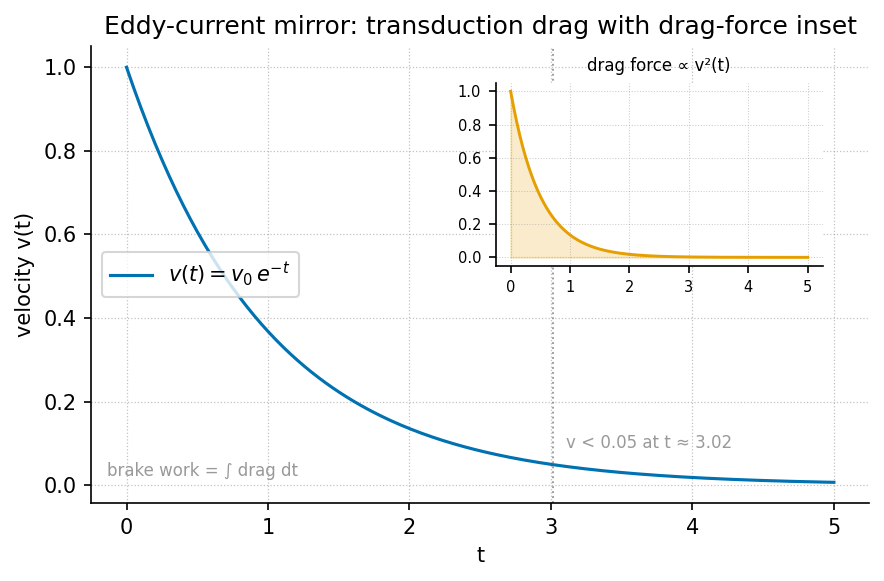 Eddy-current mirror: transduction drag with drag-force inset
drag force ∝ v²(t)
1.0
0.8
0.6
0.4
0.2
0.0
0 1 2 3 4 5
velocity v(t)
1.0
0.8
0.6
0.4
0.2
0.0
v(t) = v₀ e⁻ᵗ
v < 0.05 at t ≈ 3.02
brake work = ∫ drag dt
0 1 2 3 4 5
t